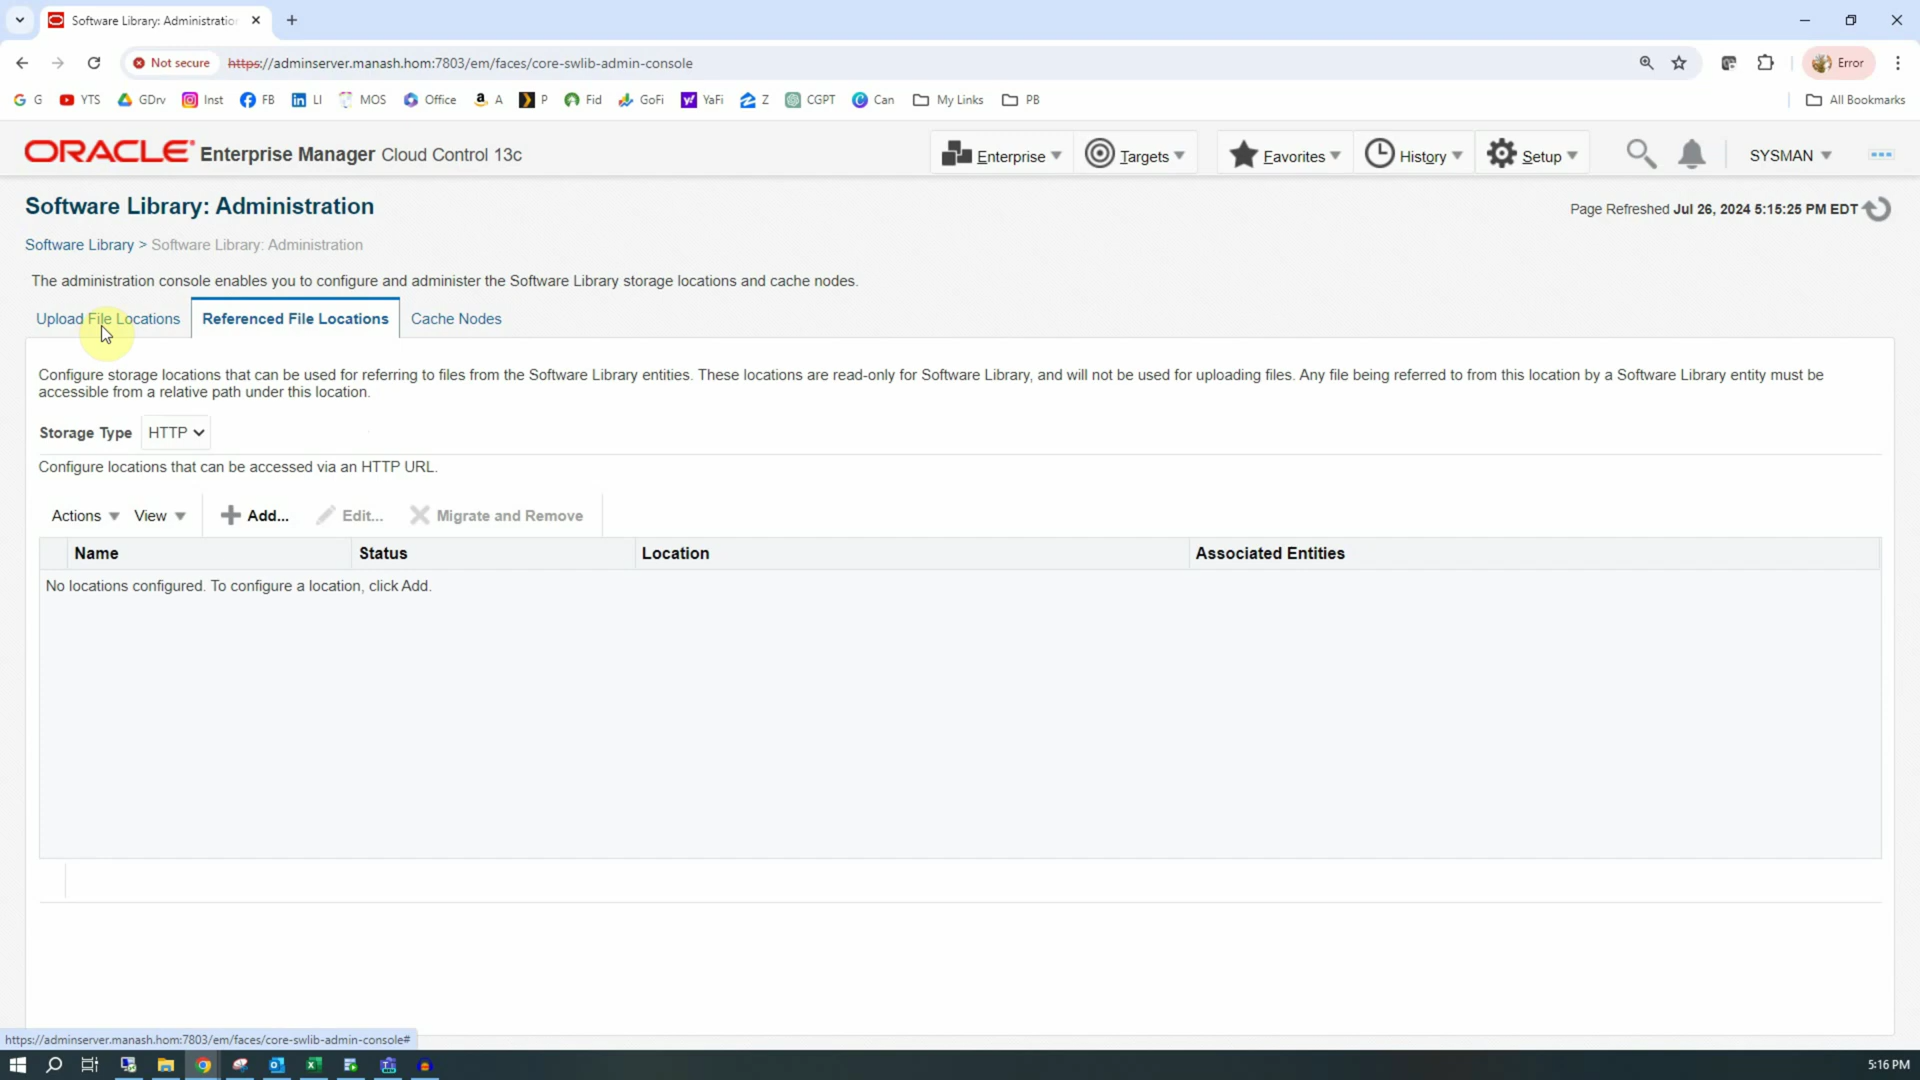 Software Library: Administratio
Not secure https://adminserver.manash.hom:7803/em/faces/core-swlib-admin-console Error
G YTS GDrv Inst FB LI MOS Office A P Fid GoFi YaFi Z CGPT Can My Links PB All Bookmarks
ORACLE Enterprise Manager Cloud Control 13c Enterprise Targets Favorites History Setup SYSMAN
Software Library: Administration
Page Refreshed Jul 26, 2024 5:15:25 PM EDT
Software Library > Software Library: Administration
The administration console enables you to configure and administer the Software Library storage locations and cache nodes.
Upload File Locations Referenced File Locations Cache Nodes
Configure storage locations that can be used for referring to files from the Software Library entities. These locations are read-only for Software Library, and will not be used for uploading files. Any file being referred to from this location by a Software Library entity must be
accessible from a relative path under this location.
Storage Type HTTP
Configure locations that can be accessed via an HTTP URL.
Actions View Add... Edit... Migrate and Remove
Name Status Location Associated Entities
No locations configured. To configure a location, click Add.
https://adminserver.manash.hom:7803/em/faces/core-swlib-admin-console#
5:16 PM